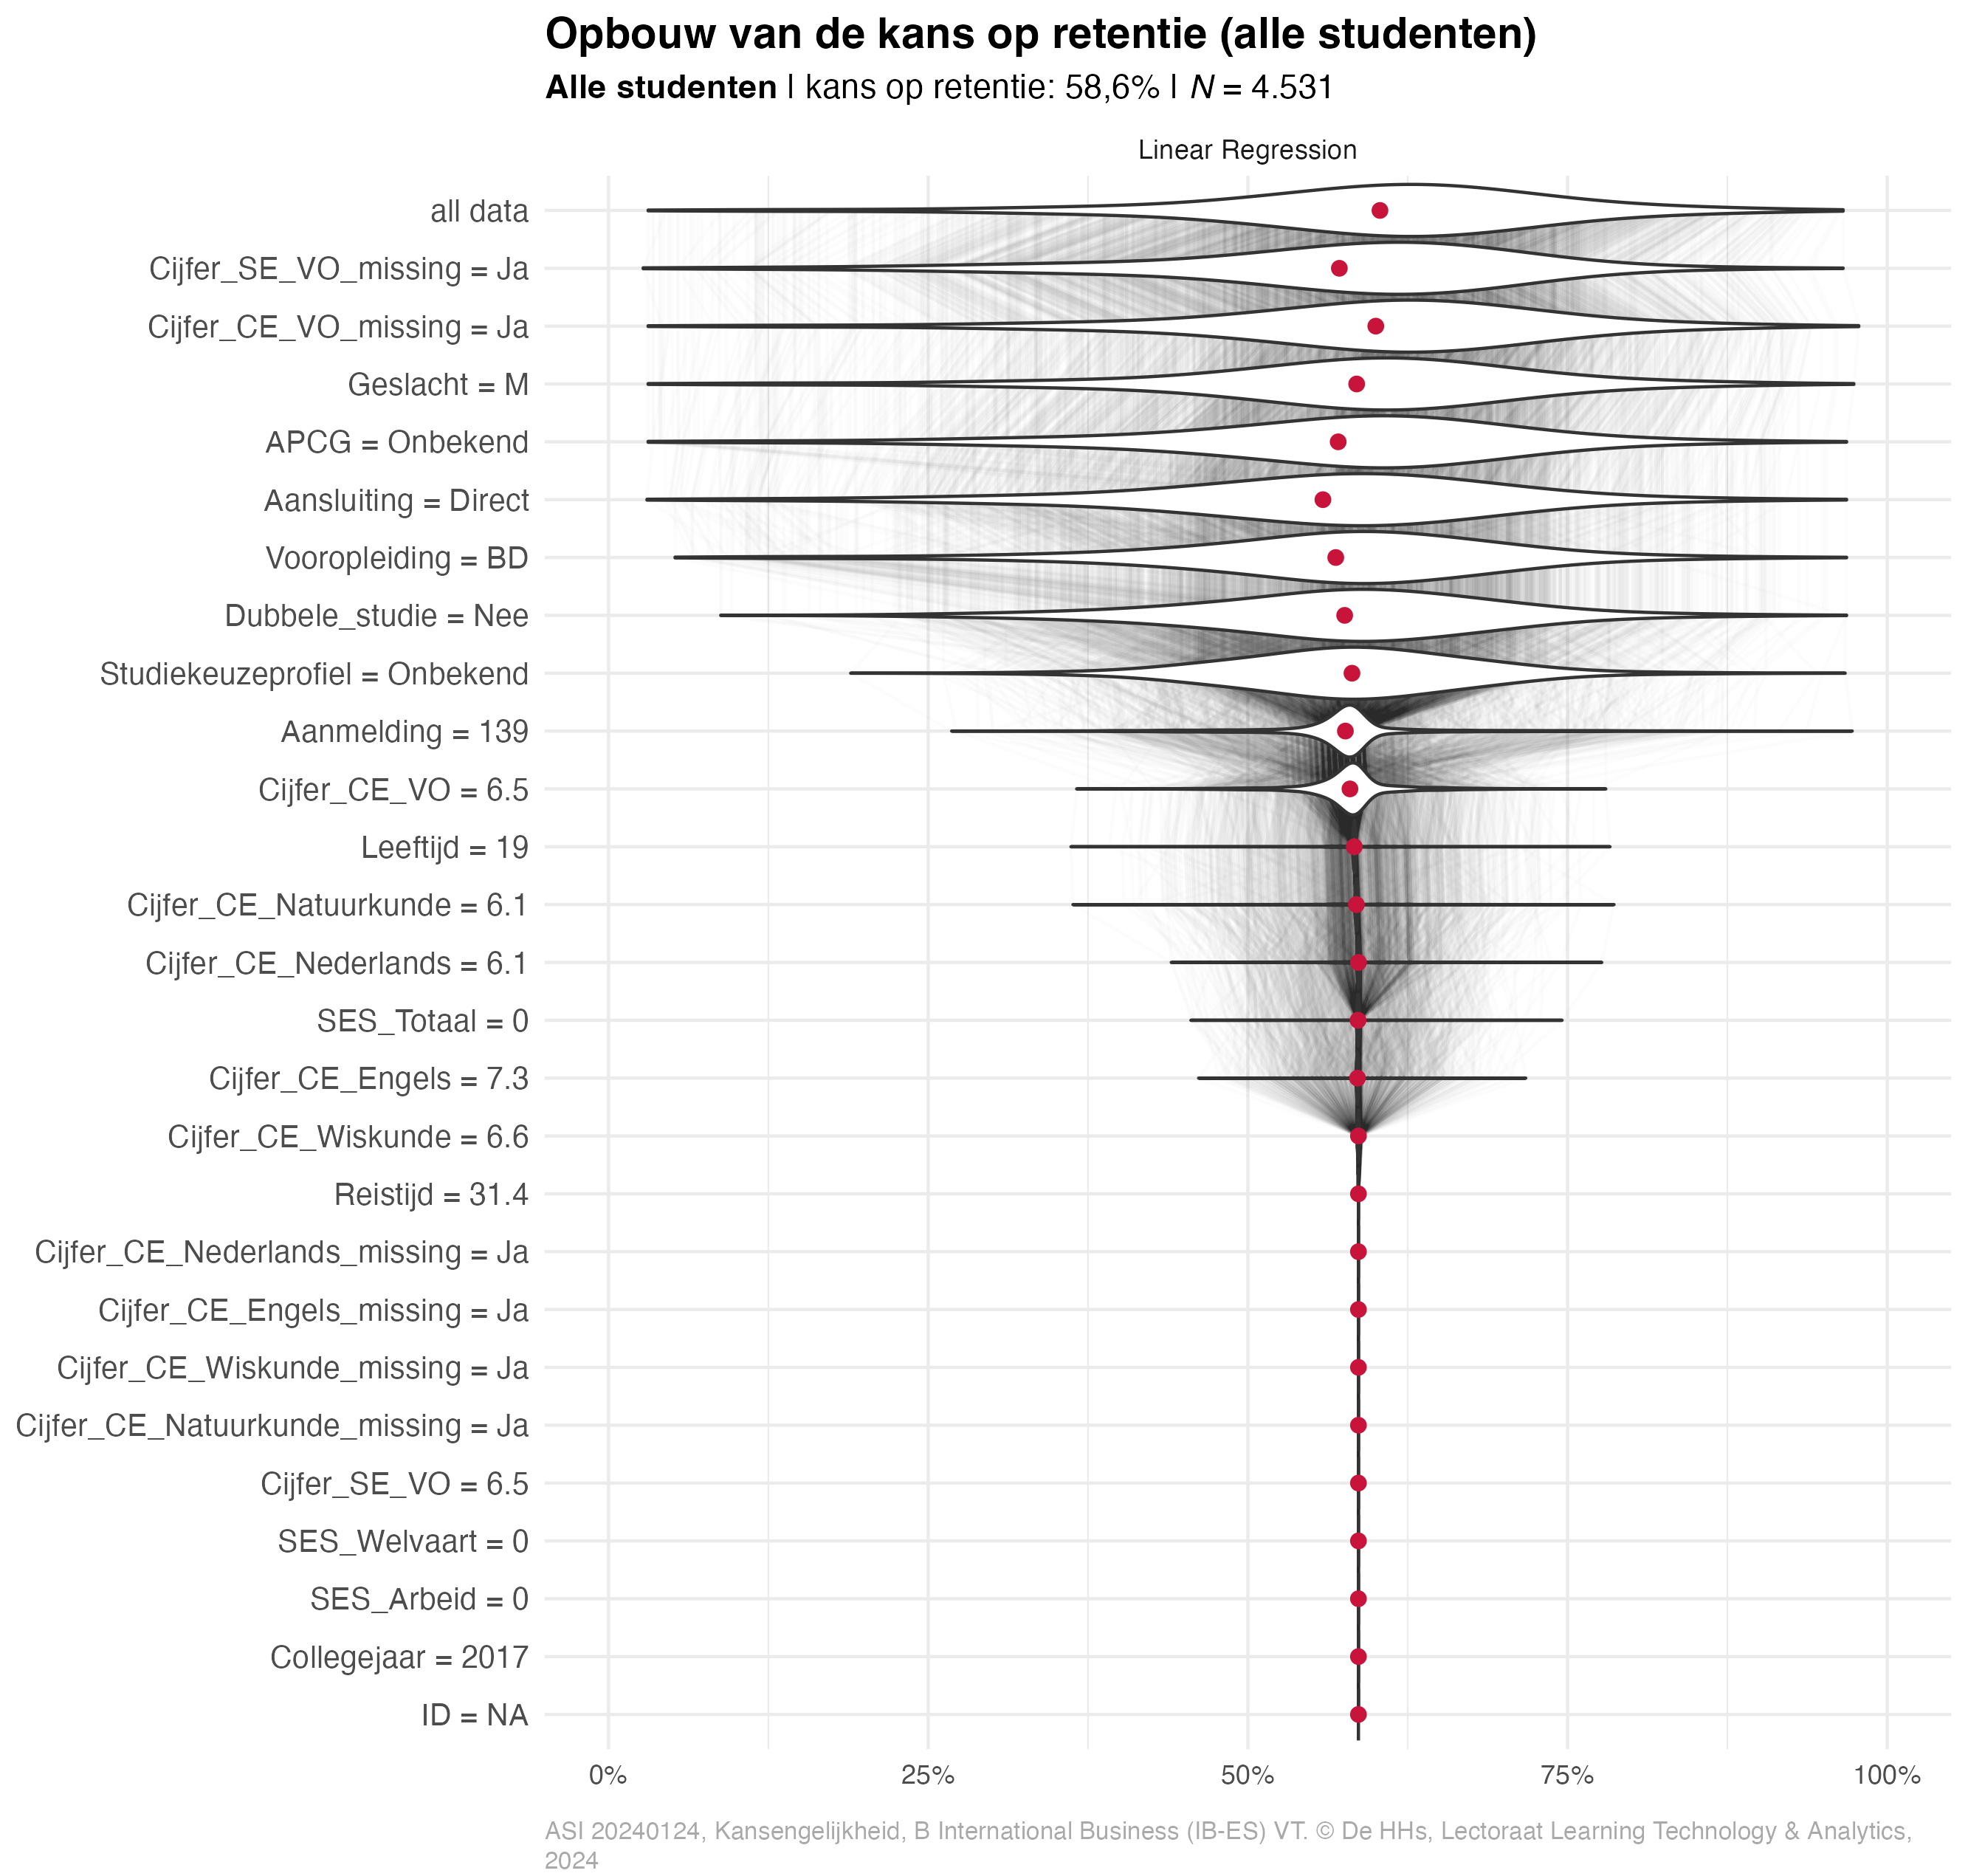 Opbouw van de kans op retentie (alle studenten)
Alle studenten | kans op retentie: 58,6% | N = 4.531
Linear Regression
all data
Cijfer_SE_VO_missing = Ja
Cijfer_CE_VO_missing = Ja
Geslacht = M
APCG = Onbekend
Aansluiting = Direct
Vooropleiding = BD
Dubbele_studie = Nee
Studiekeuzeprofiel = Onbekend
Aanmelding = 139
Cijfer_CE_VO = 6.5
Leeftijd = 19
Cijfer_CE_Natuurkunde = 6.1
Cijfer_CE_Nederlands = 6.1
SES_Totaal = 0
Cijfer_CE_Engels = 7.3
Cijfer_CE_Wiskunde = 6.6
Reistijd = 31.4
Cijfer_CE_Nederlands_missing = Ja
Cijfer_CE_Engels_missing = Ja
Cijfer_CE_Wiskunde_missing = Ja
Cijfer_CE_Natuurkunde_missing = Ja
Cijfer_SE_VO = 6.5
SES_Welvaart = 0
SES_Arbeid = 0
Collegejaar = 2017
ID = NA
0% 25% 50% 75% 100%
ASI 20240124, Kansengelijkheid, B International Business (IB-ES) VT. © De HHs, Lectoraat Learning Technology & Analytics,
2024